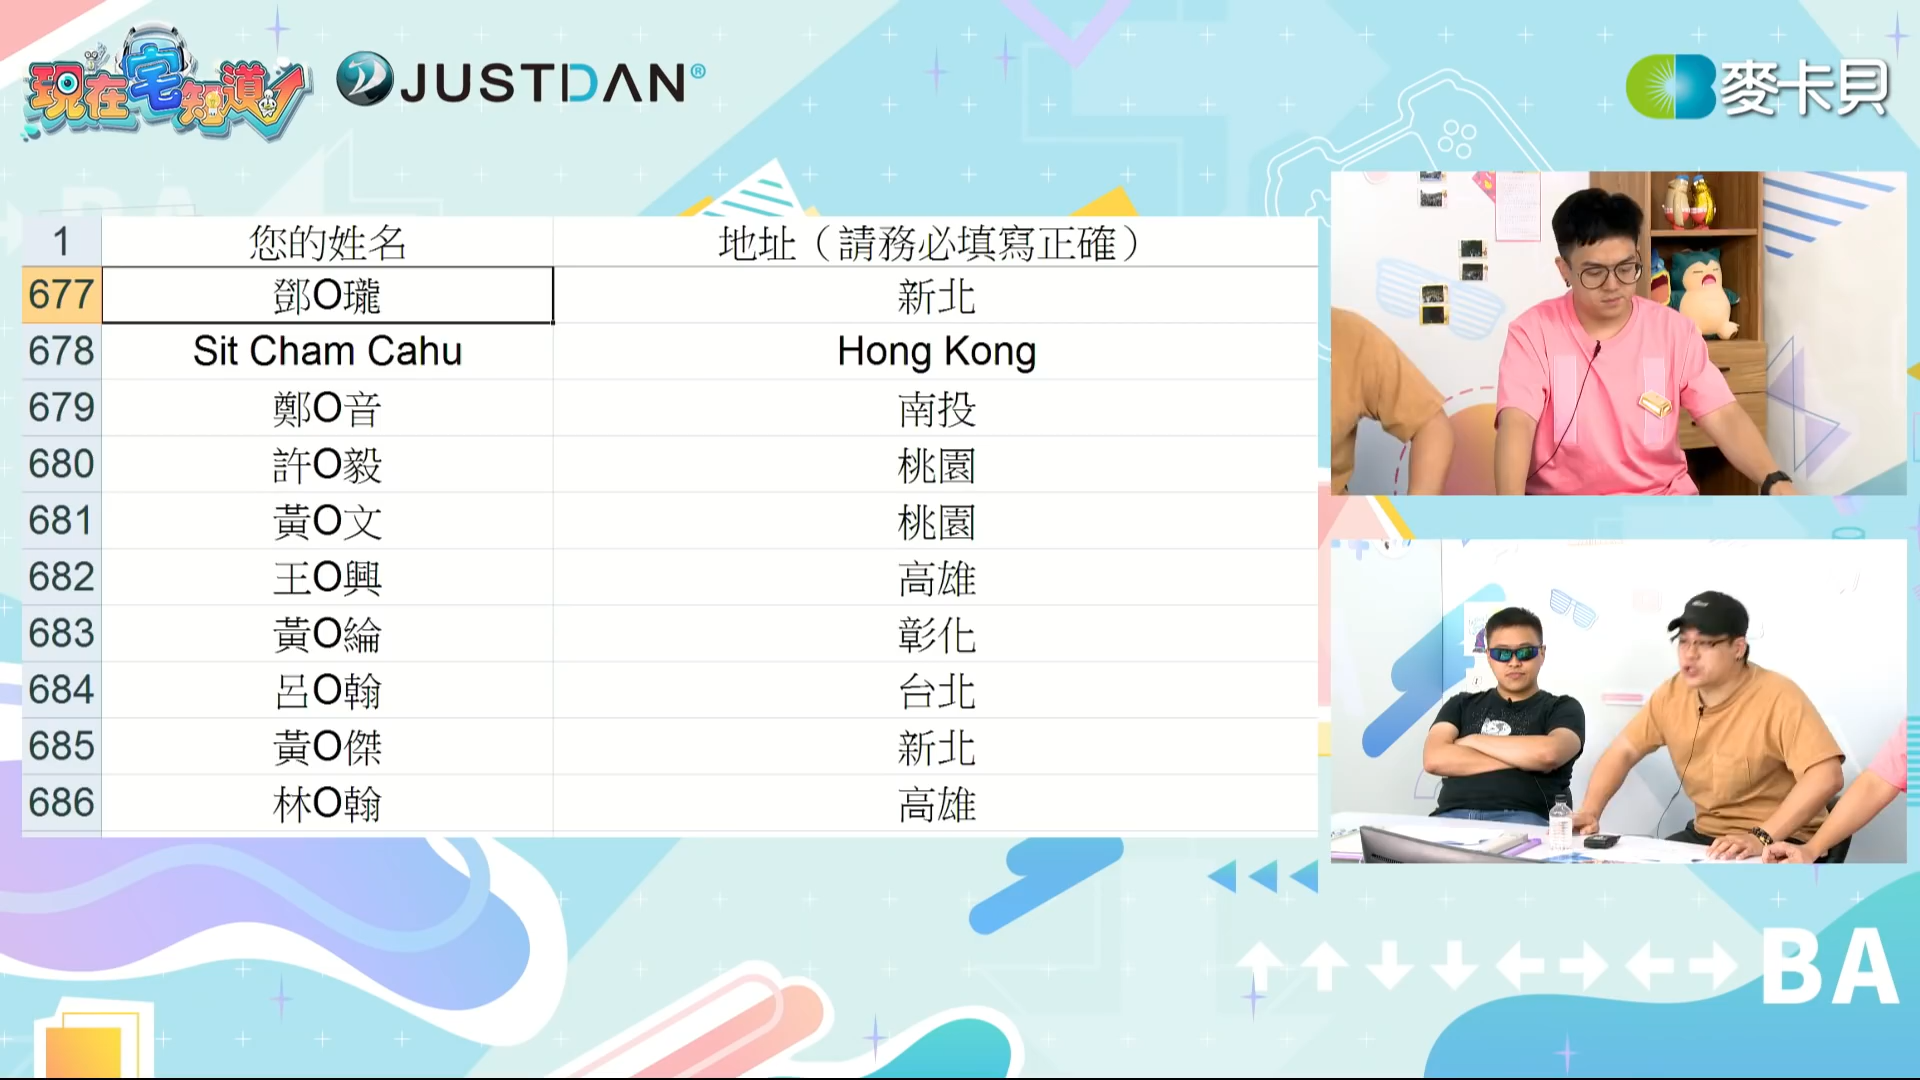 現在宅知道
JUSTDAN®
麥卡貝
1 您的姓名 地址（請務必填寫正確）
677 鄧O瓏 新北
678 Sit Cham Cahu Hong Kong
679 鄭O音 南投
680 許O毅 桃園
681 黃O文 桃園
682 王O興 高雄
683 黃O綸 彰化
684 呂O翰 台北
685 黃O傑 新北
686 林O翰 高雄
↑↑↓↓←→←→BA